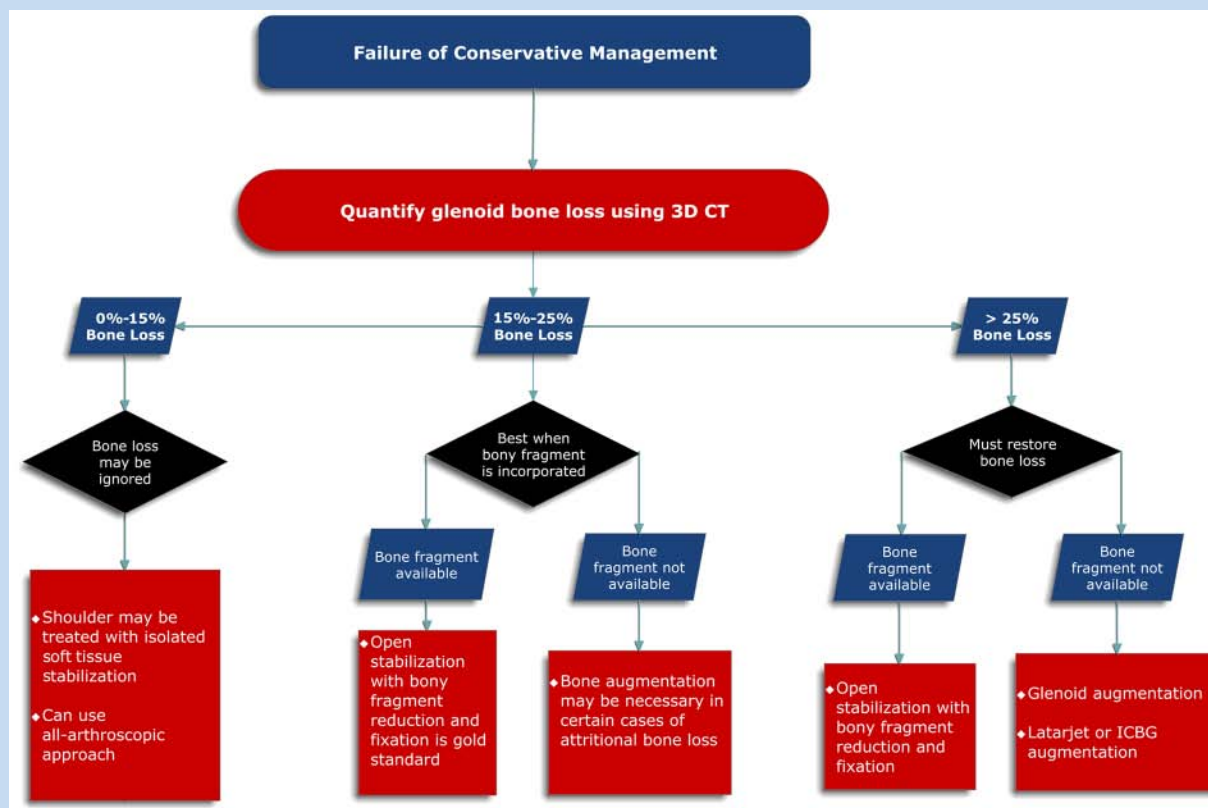 Failure of Conservative Management
Quantify glenoid bone loss using 3D CT
0%-15%
Bone Loss
15%-25%
Bone Loss
> 25%
Bone Loss
Bone loss
may be
ignored
Best when
bony fragment
is incorporated
Must restore
bone loss
Bone fragment
available
Bone
fragment not
available
Bone
fragment
available
Bone
fragment not
available
◆Shoulder may be
treated with isolated
soft tissue
stabilization
◆Can use
all-arthroscopic
approach
◆Open
stabilization
with bony
fragment
reduction and
fixation is gold
standard
◆Bone augmentation
may be necessary in
certain cases of
attritional bone loss
◆Open
stabilization with
bony fragment
reduction and
fixation
◆Glenoid augmentation
◆Latarjet or ICBG
augmentation